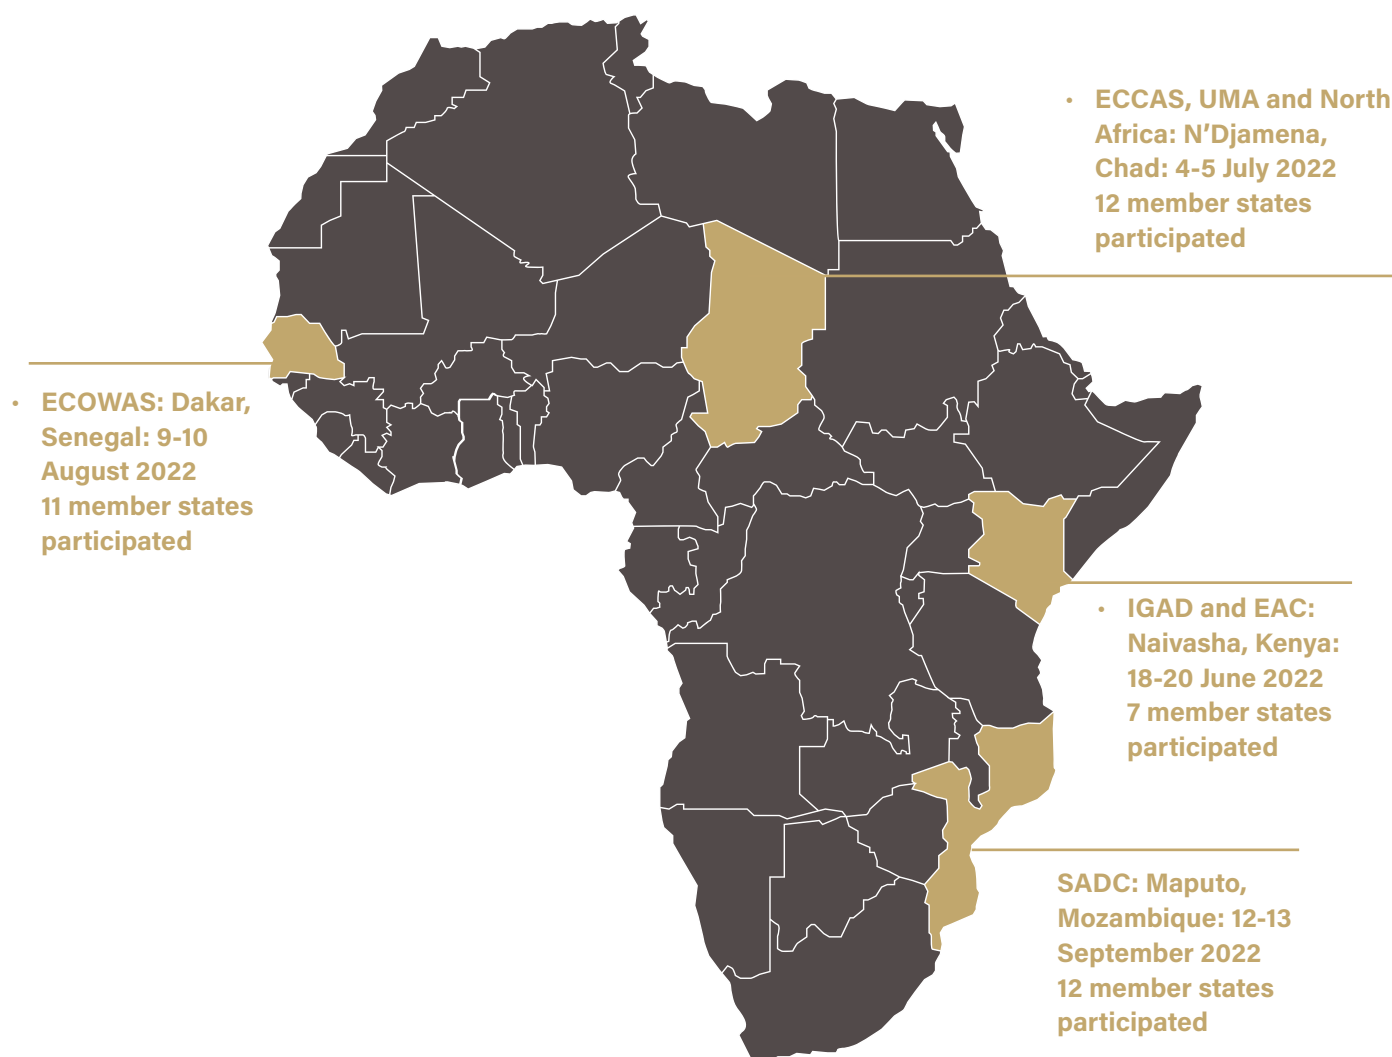 • ECCAS, UMA and North
Africa: N’Djamena,
Chad: 4-5 July 2022
12 member states
participated
• ECOWAS: Dakar,
Senegal: 9-10
August 2022
11 member states
participated
• IGAD and EAC:
Naivasha, Kenya:
18-20 June 2022
7 member states
participated
SADC: Maputo,
Mozambique: 12-13
September 2022
12 member states
participated